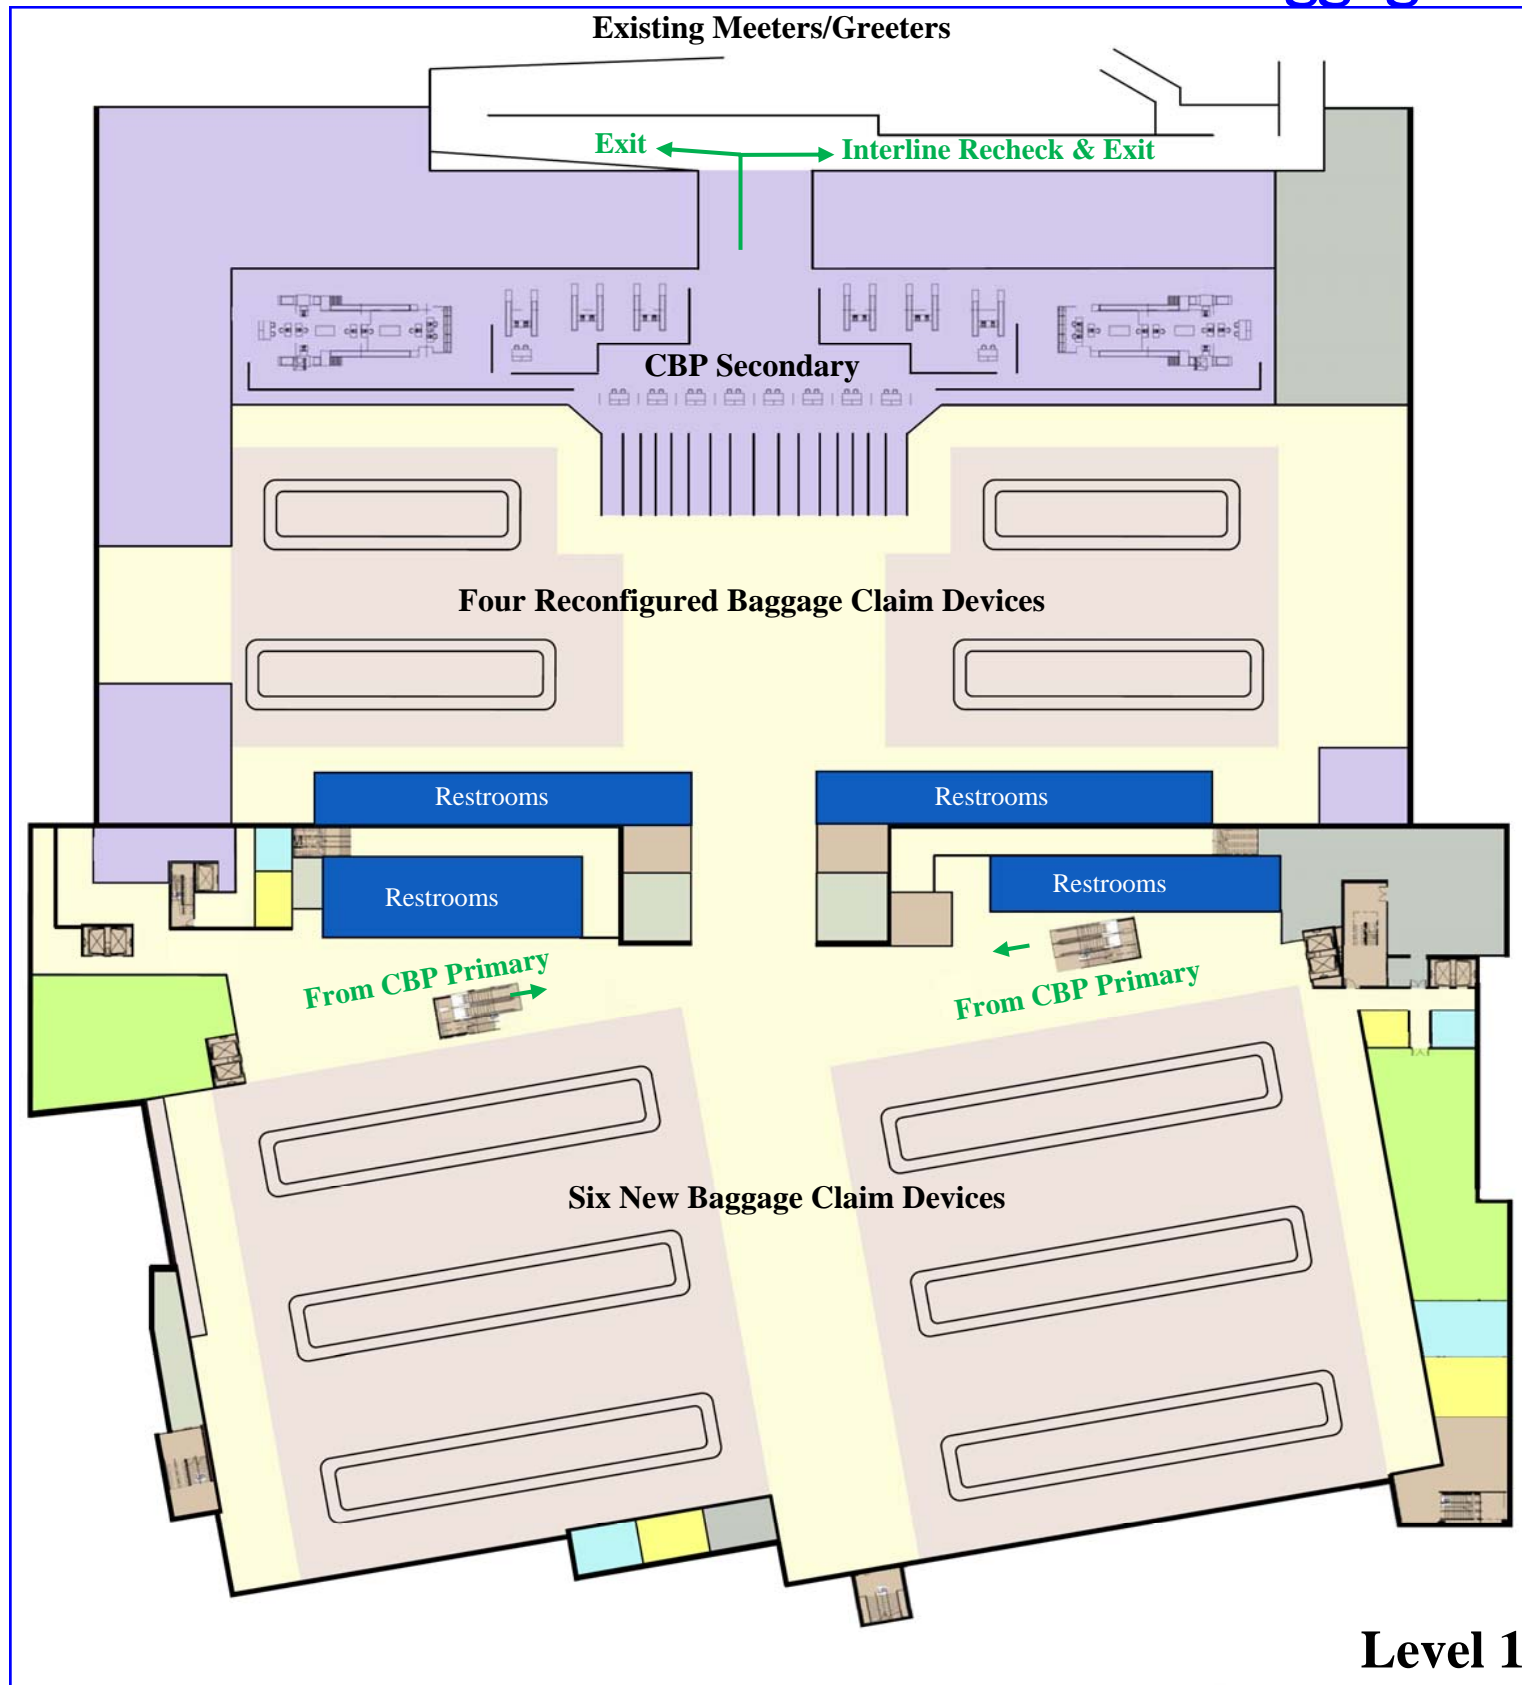 Existing Meeters/Greeters
Exit
Interline Recheck & Exit
CBP Secondary
Four Reconfigured Baggage Claim Devices
Restrooms
Restrooms
Restrooms
Restrooms
From CBP Primary
From CBP Primary
Six New Baggage Claim Devices
Level 1